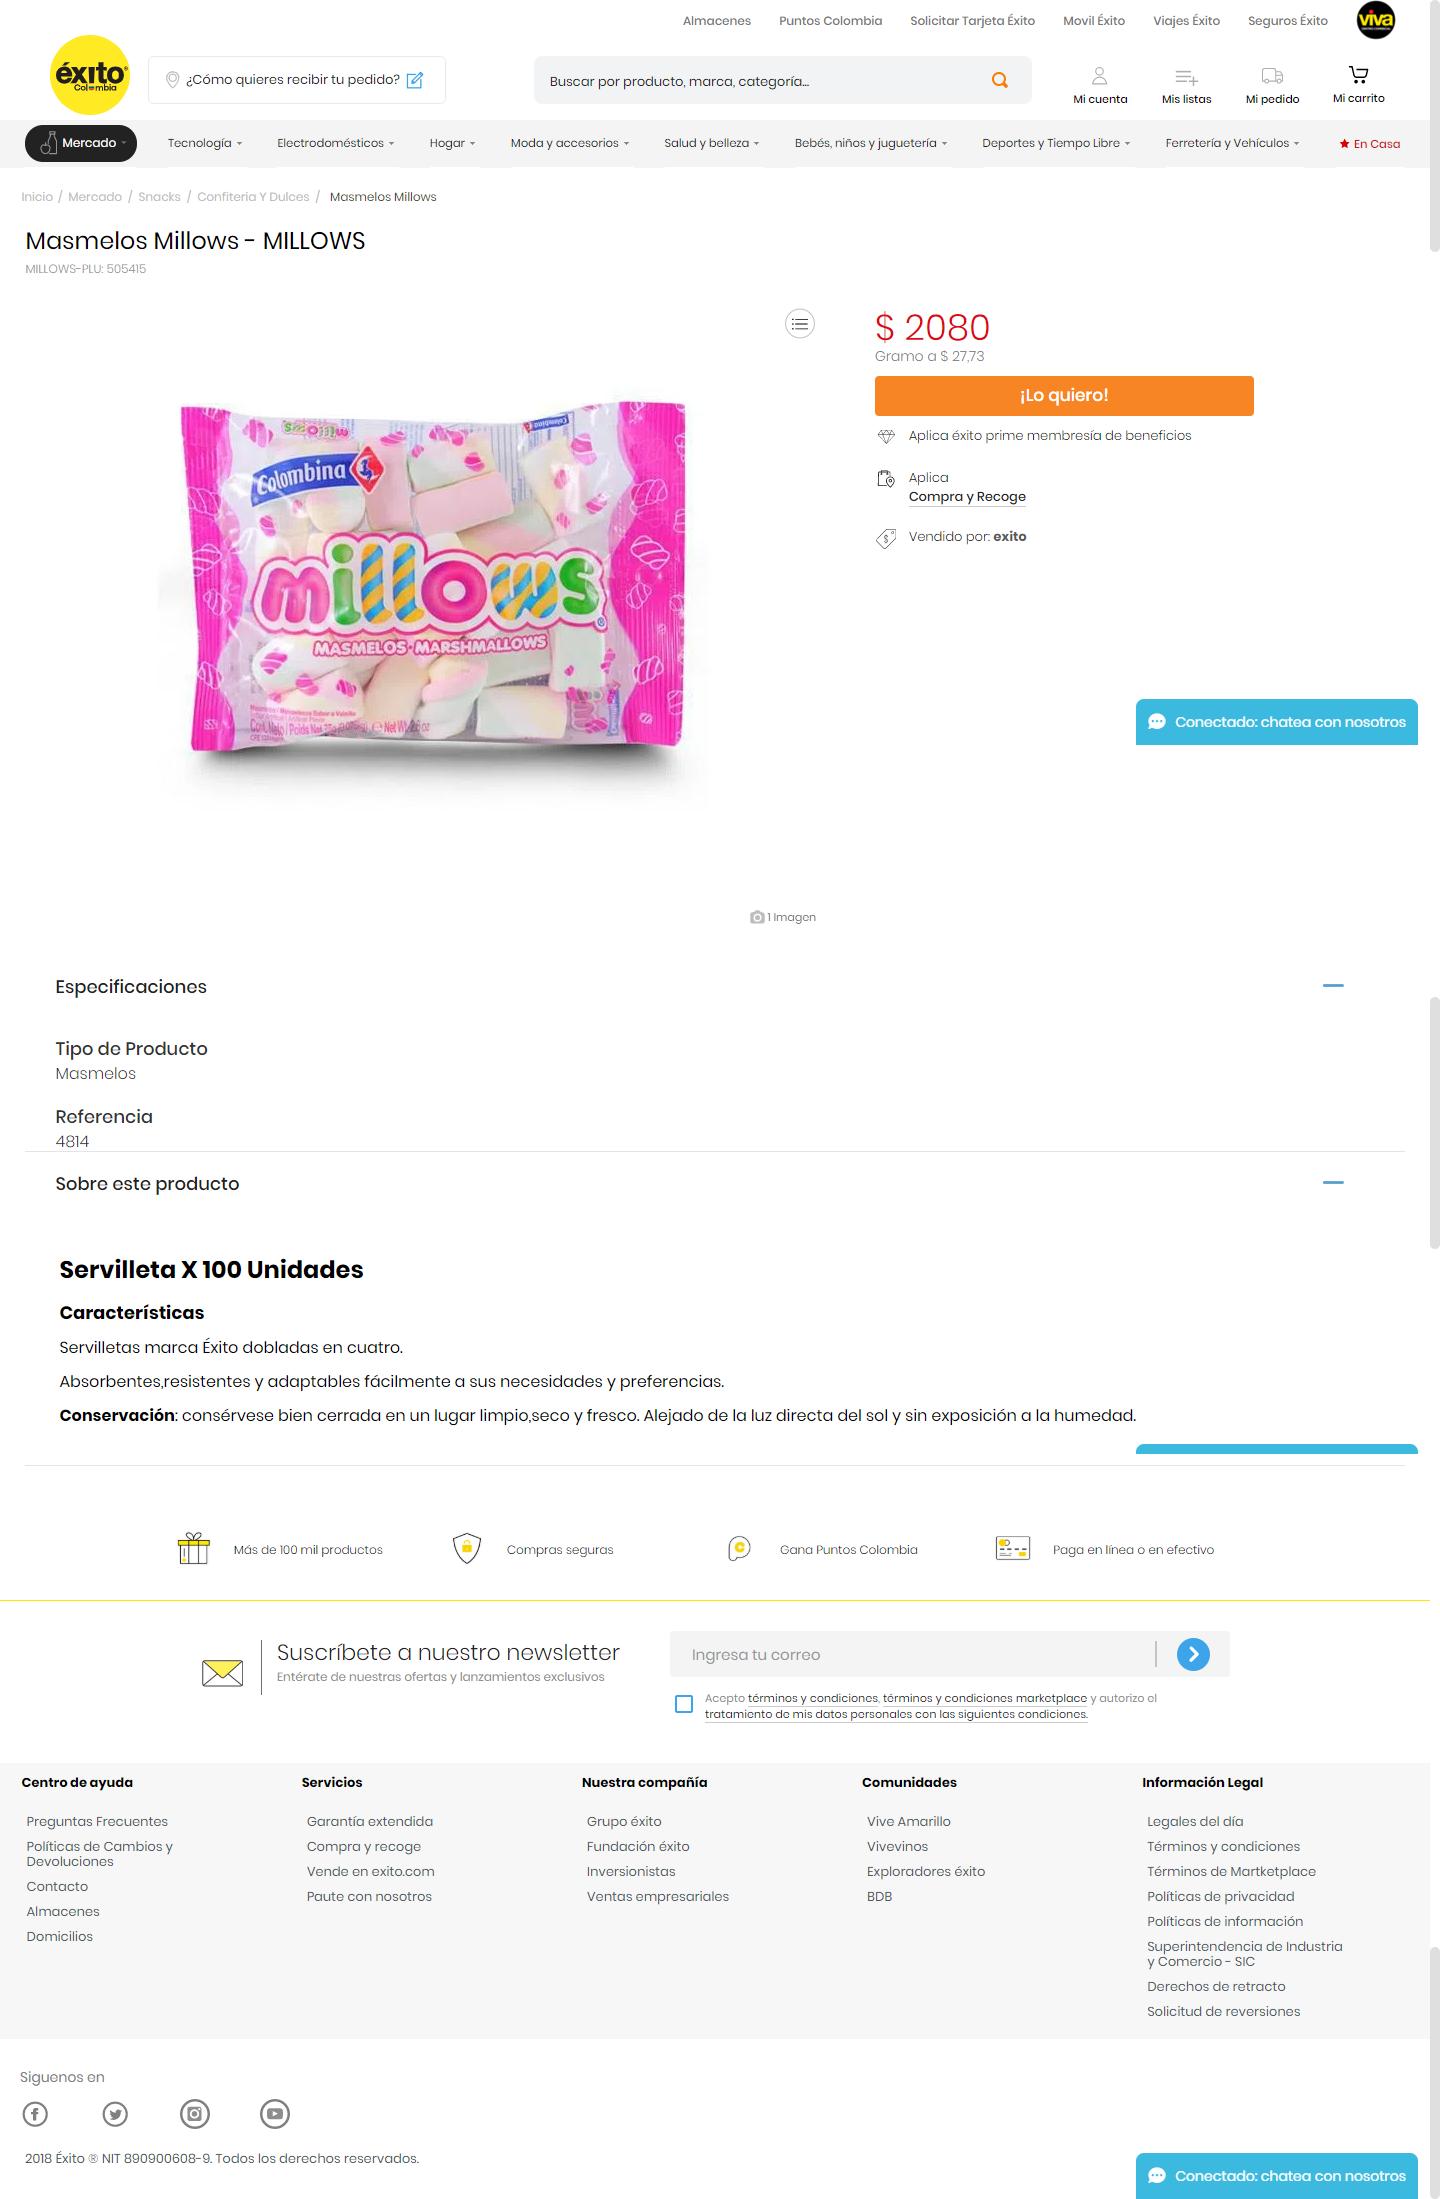 Almacenes Puntos Colombia Solicitar Tarjeta Éxito Movil Éxito Viajes Éxito Seguros Éxito viva
éxito
Colombia
¿Cómo quieres recibir tu pedido?
Buscar por producto, marca, categoría...
Mi cuenta Mis listas Mi pedido Mi carrito
Mercado Tecnología Electrodomésticos Hogar Moda y accesorios Salud y belleza Bebés, niños y juguetería Deportes y Tiempo Libre Ferretería y Vehículos En Casa
Inicio / Mercado / Snacks / Confiteria Y Dulces / Masmelos Millows
Masmelos Millows - MILLOWS
MILLOWS-PLU: 505415
$ 2080
Gramo a $ 27,73
¡Lo quiero!
Aplica éxito prime membresía de beneficios
Aplica
Compra y Recoge
Vendido por: exito
Colombina
millows
MASMELOS · MARSHMALLOWS
Conectado: chatea con nosotros
1 Imagen
Especificaciones
Tipo de Producto
Masmelos
Referencia
4814
Sobre este producto
Servilleta X 100 Unidades
Características
Servilletas marca Éxito dobladas en cuatro.
Absorbentes,resistentes y adaptables fácilmente a sus necesidades y preferencias.
Conservación: consérvese bien cerrada en un lugar limpio,seco y fresco. Alejado de la luz directa del sol y sin exposición a la humedad.
Más de 100 mil productos
Compras seguras
Gana Puntos Colombia
Paga en línea o en efectivo
Suscríbete a nuestro newsletter
Entérate de nuestras ofertas y lanzamientos exclusivos
Ingresa tu correo
Acepto términos y condiciones, términos y condiciones marketplace y autorizo el
tratamiento de mis datos personales con las siguientes condiciones.
Centro de ayuda
Preguntas Frecuentes
Políticas de Cambios y
Devoluciones
Contacto
Almacenes
Domicilios
Servicios
Garantía extendida
Compra y recoge
Vende en exito.com
Paute con nosotros
Nuestra compañía
Grupo éxito
Fundación éxito
Inversionistas
Ventas empresariales
Comunidades
Vive Amarillo
Vivevinos
Exploradores éxito
BDB
Información Legal
Legales del día
Términos y condiciones
Términos de Martketplace
Políticas de privacidad
Políticas de información
Superintendencia de Industria
y Comercio - SIC
Derechos de retracto
Solicitud de reversiones
Siguenos en
2018 Éxito ® NIT 890900608-9. Todos los derechos reservados.
Conectado: chatea con nosotros